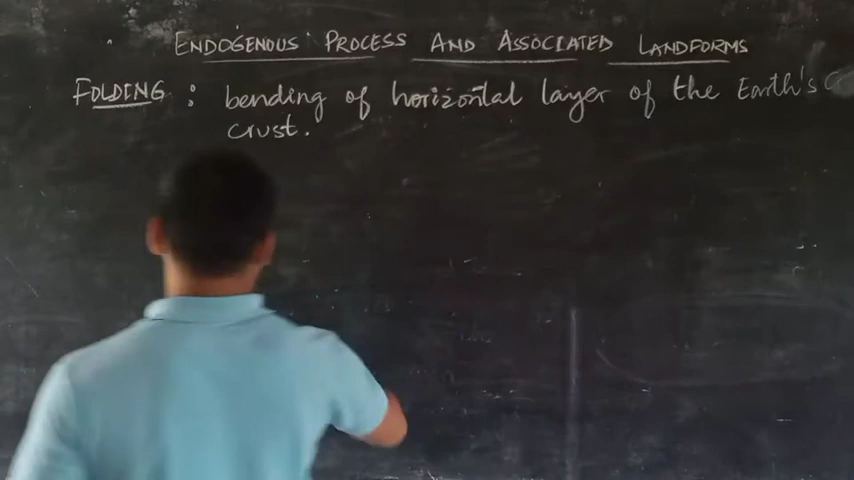 ENDOGENOUS PROCESS AND ASSOCIATED LANDFORMS
FOLDING : bending of horizontal layer of the Earth's
crust.